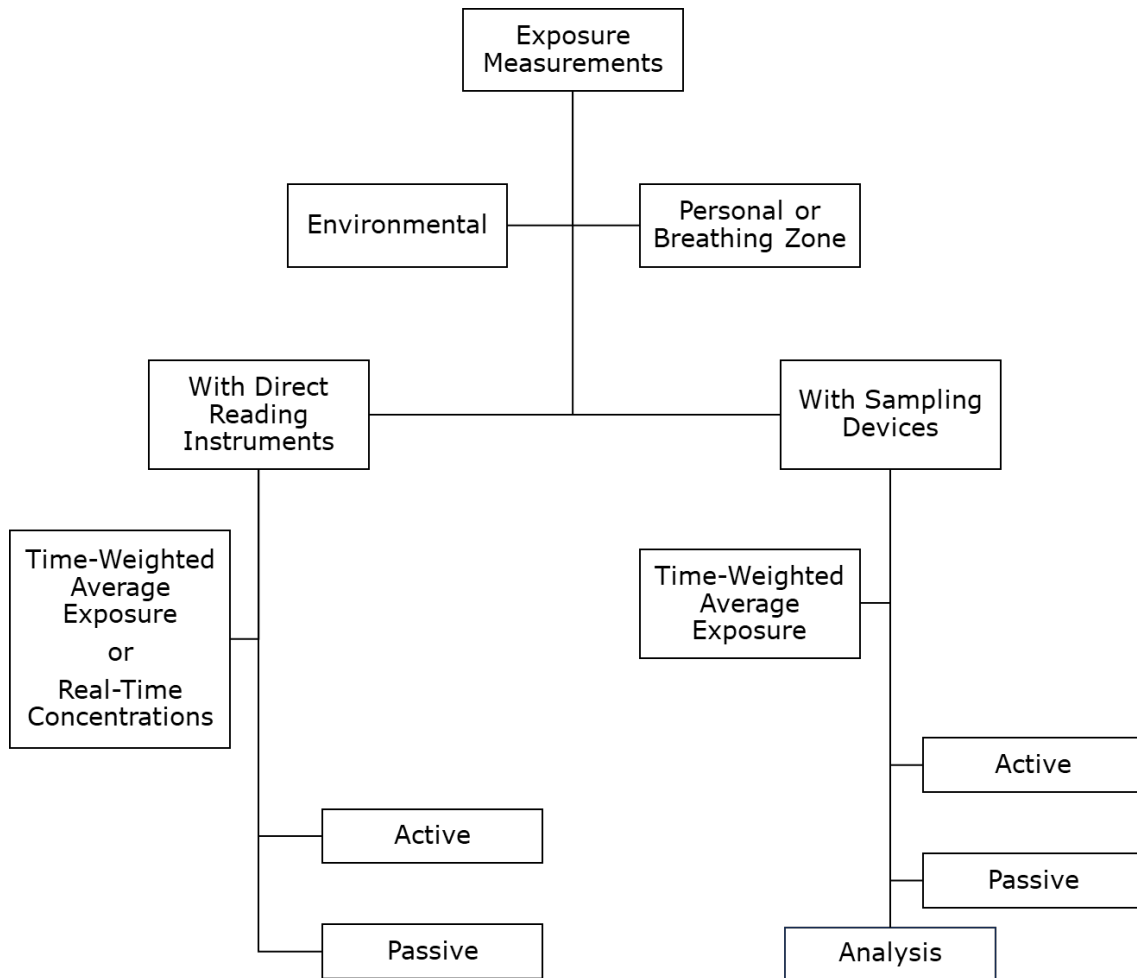 Exposure
Measurements
Environmental
Personal or
Breathing Zone
With Direct
Reading
Instruments
With Sampling
Devices
Time-Weighted
Average
Exposure
or
Real-Time
Concentrations
Time-Weighted
Average
Exposure
Active
Active
Passive
Passive
Analysis